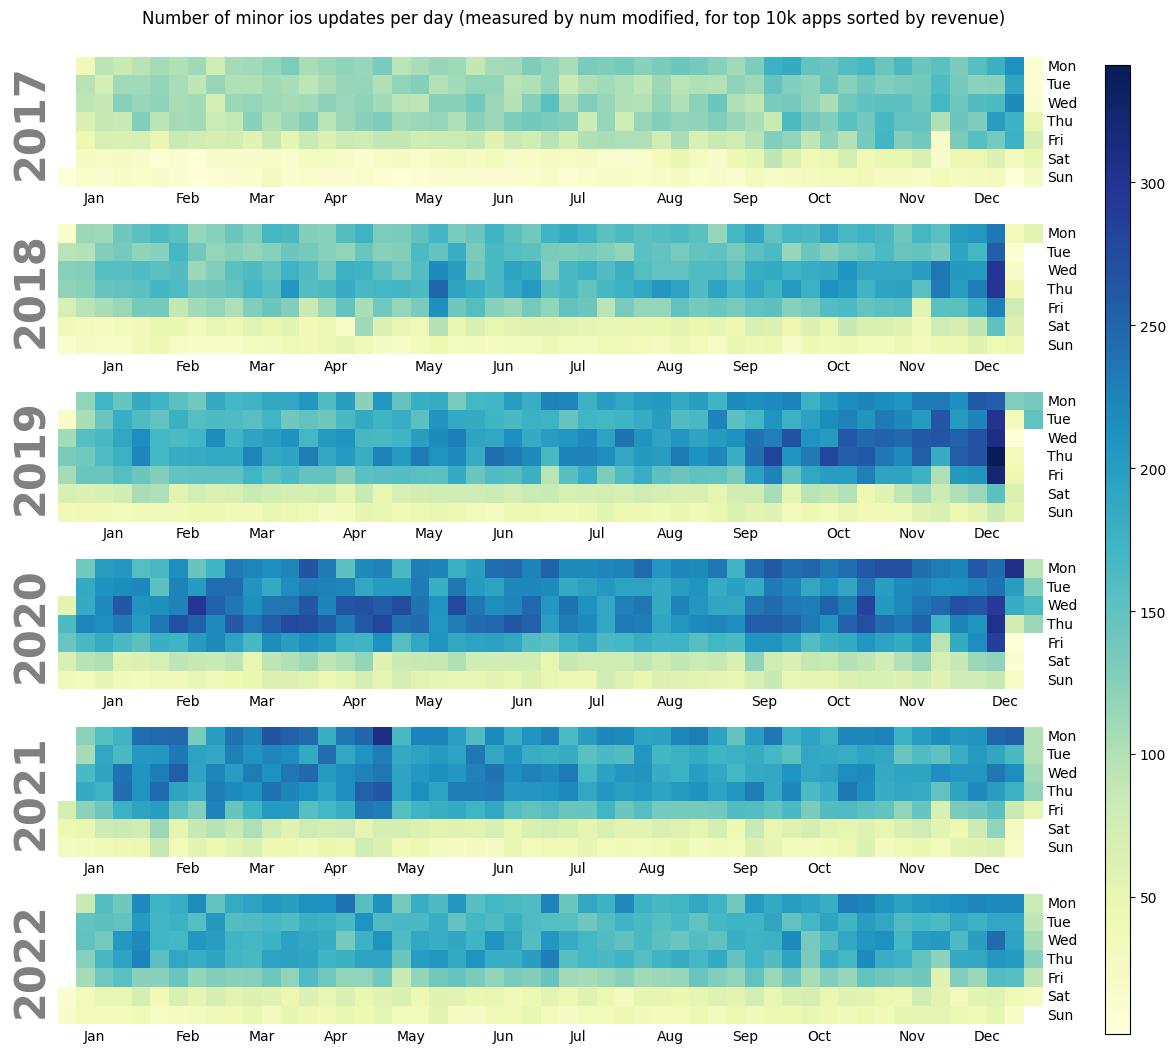 Number of minor ios updates per day (measured by num modified, for top 10k apps sorted by revenue)
2017
Mon
Tue
Wed
Thu
Fri
Sat
Sun
Jan Feb Mar Apr May Jun Jul Aug Sep Oct Nov Dec
2018
Mon
Tue
Wed
Thu
Fri
Sat
Sun
Jan Feb Mar Apr May Jun Jul Aug Sep Oct Nov Dec
2019
Mon
Tue
Wed
Thu
Fri
Sat
Sun
Jan Feb Mar Apr May Jun Jul Aug Sep Oct Nov Dec
2020
Mon
Tue
Wed
Thu
Fri
Sat
Sun
Jan Feb Mar Apr May Jun Jul Aug Sep Oct Nov Dec
2021
Mon
Tue
Wed
Thu
Fri
Sat
Sun
Jan Feb Mar Apr May Jun Jul Aug Sep Oct Nov Dec
2022
Mon
Tue
Wed
Thu
Fri
Sat
Sun
Jan Feb Mar Apr May Jun Jul Aug Sep Oct Nov Dec
300
250
200
150
100
50